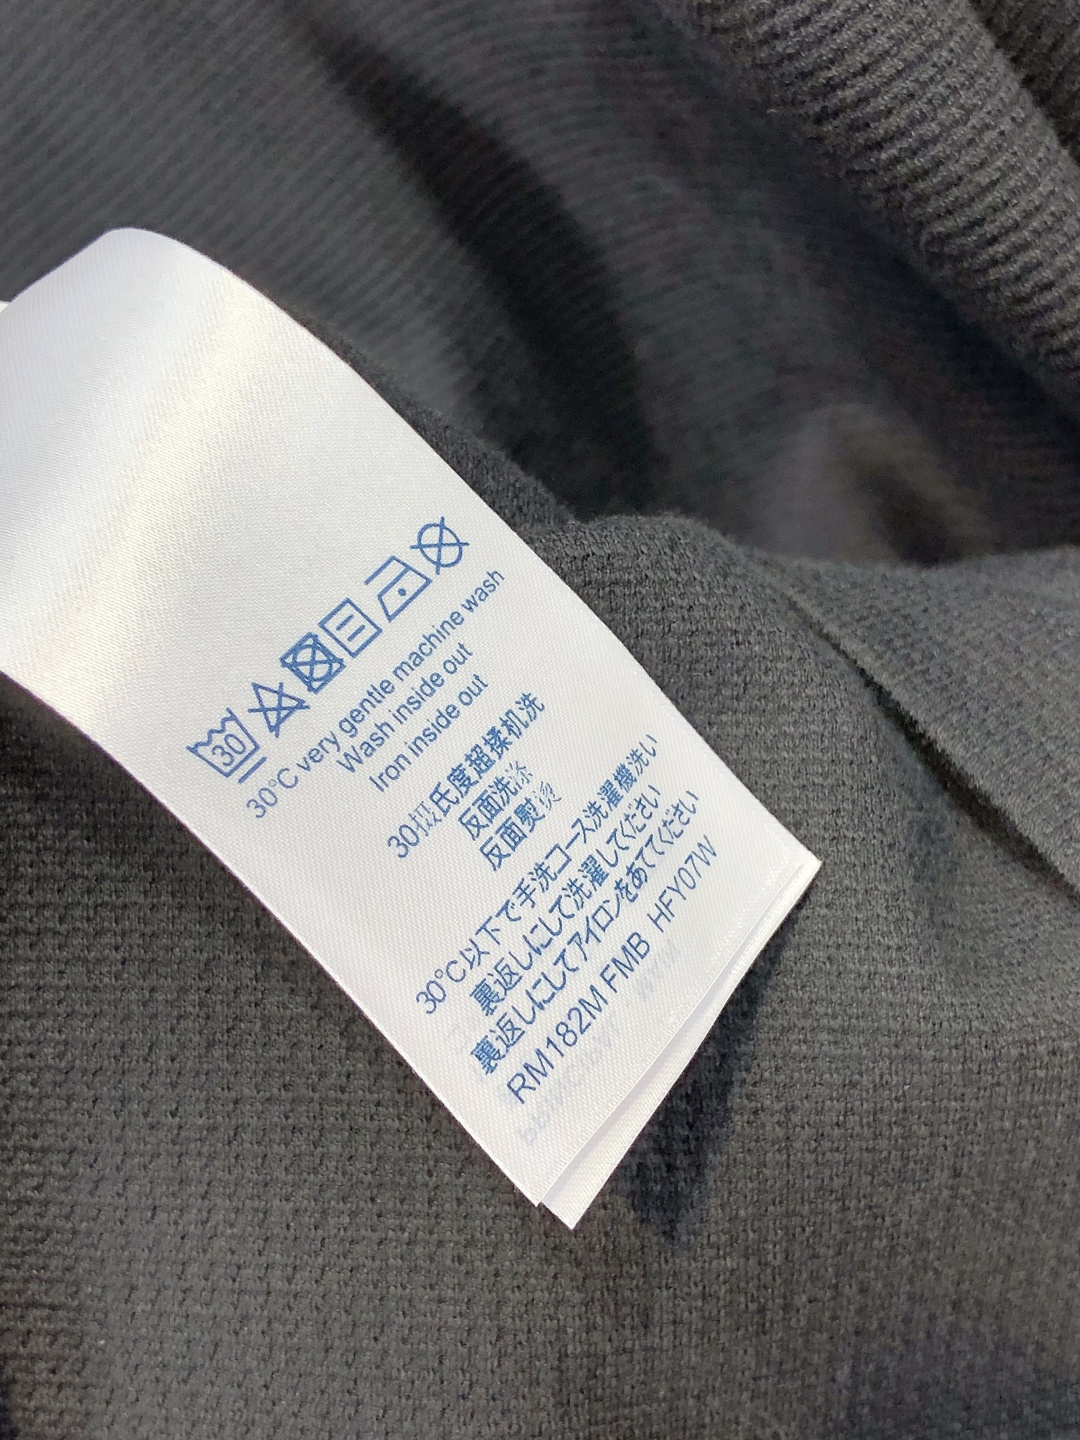 30
30°C very gentle machine wash
Wash inside out
Iron inside out
30摄氏度超揉机洗
反面洗涤
反面熨烫
30℃以下で手洗コース洗濯機洗い
裏返しにして洗濯してください
裏返しにしてアイロンをあててください
RM182M FMB HFY07W